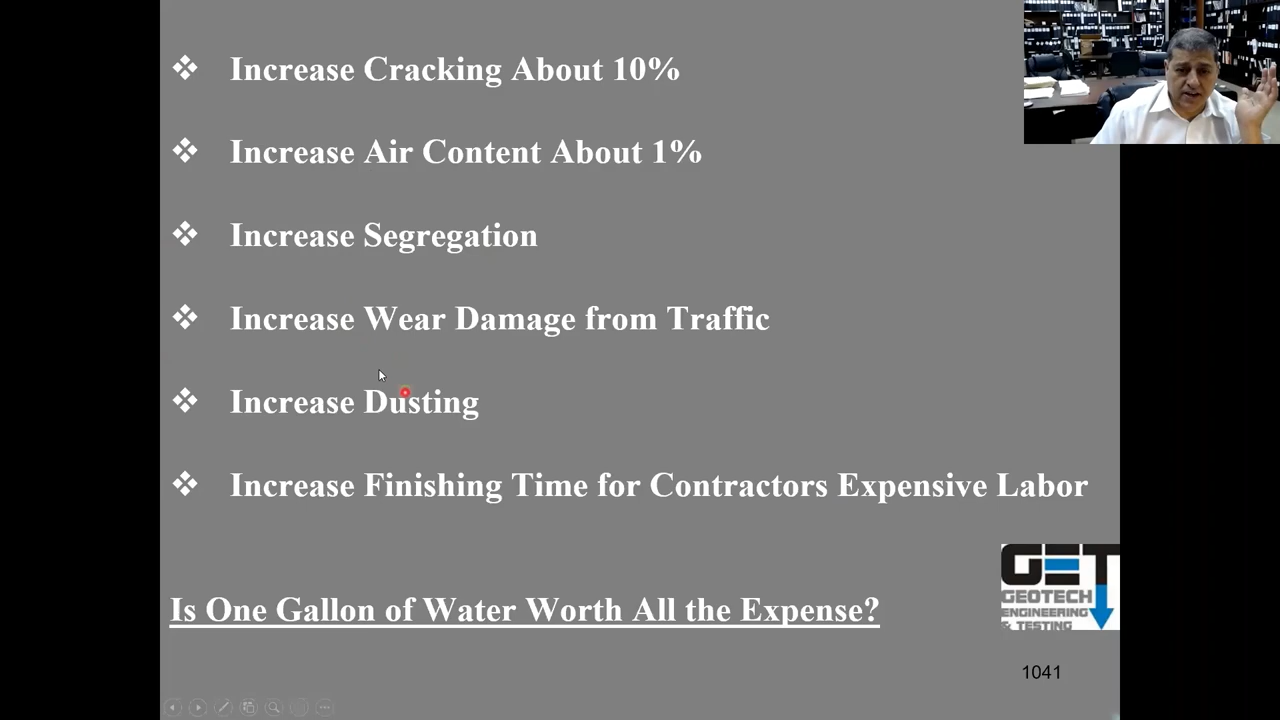 Increase Cracking About 10%
Increase Air Content About 1%
Increase Segregation
Increase Wear Damage from Traffic
Increase Dusting
Increase Finishing Time for Contractors Expensive Labor
Is One Gallon of Water Worth All the Expense?
GET
GEOTECH
ENGINEERING
& TESTING
1041